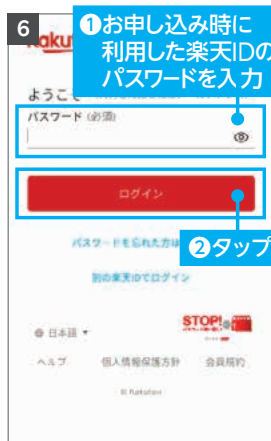 6
Raku
❶お申し込み時に
利用した楽天IDの
パスワードを入力
ようこそ
パスワード (必須)
ログイン
パスワードを忘れた方は
❷タップ
別の楽天IDでログイン
日本語
STOP!
ヘルプ 個人情報保護方針 会員規約
© Rakuten